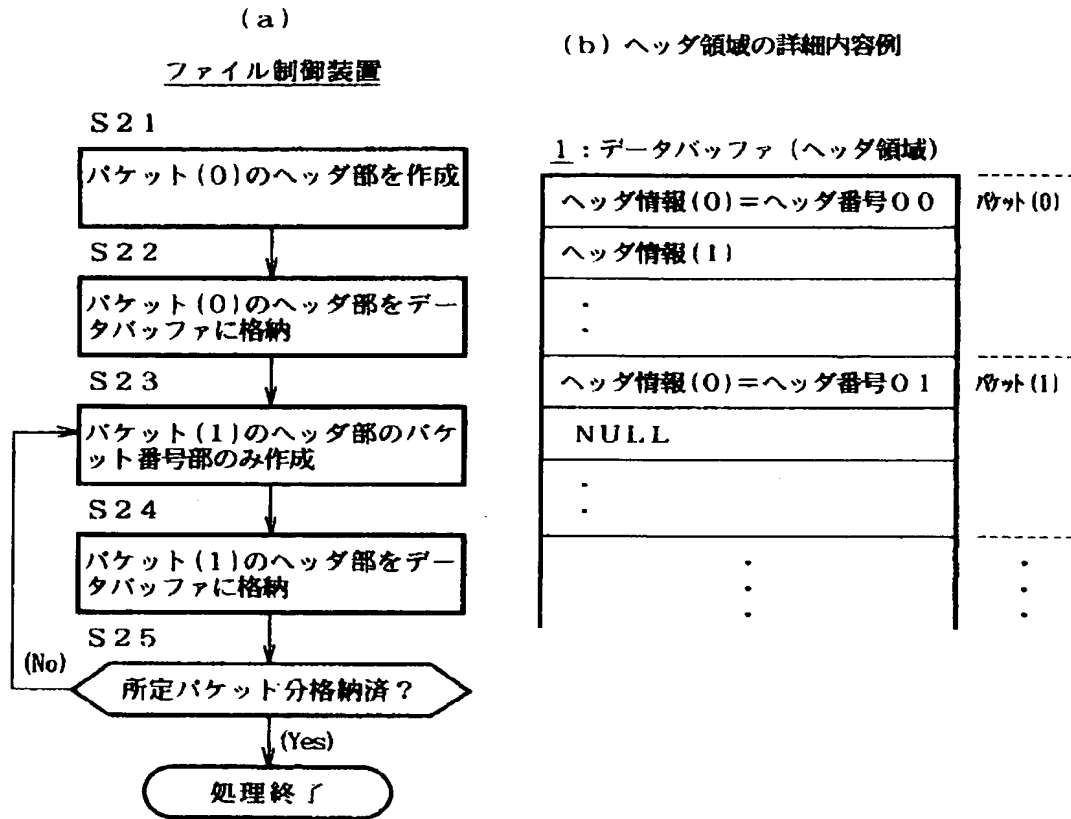 (a)
ファイル制御装置
S21
パケット(0)のヘッダ部を作成
S22
パケット(0)のヘッダ部をデー
タバッファに格納
S23
パケット(1)のヘッダ部のパケ
ット番号部のみ作成
S24
パケット(1)のヘッダ部をデー
タバッファに格納
S25
(No)
所定パケット分格納済?
(Yes)
処理終了
(b) ヘッダ領域の詳細内容例
1:データバッファ(ヘッダ領域)
ヘッダ情報(0)=ヘッダ番号00
パケット(0)
ヘッダ情報(1)
ヘッダ情報(0)=ヘッダ番号01
パケット(1)
NULL